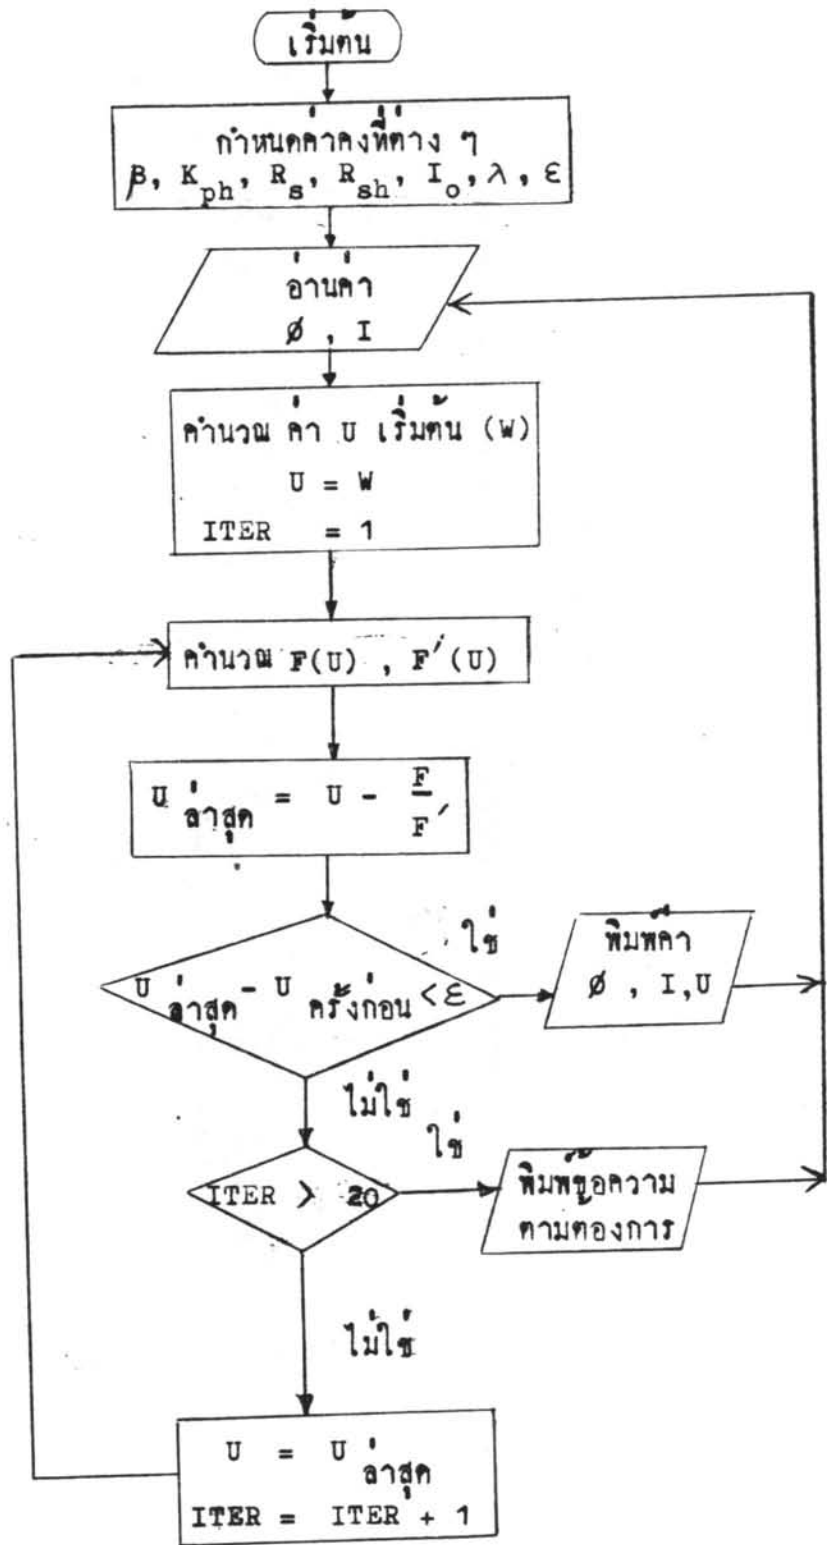 เริ่มต้น
กำหนดค่าคงที่ต่าง ๆ
β, K_ph, R_s, R_sh, I_o, λ, ε
อ่านค่า
Ø , I
คำนวณ ค่า U เริ่มต้น (W)
U = W
ITER = 1
คำนวณ F(U) , F′(U)
U ล่าสุด = U - F/F′
U ล่าสุด - U ครั้งก่อน < ε
ใช่
พิมพ์ค่า
Ø , I,U
ไม่ใช่
ใช่
ITER > 20
พิมพ์ข้อความ
ตามต้องการ
ไม่ใช่
U = U ล่าสุด
ITER = ITER + 1